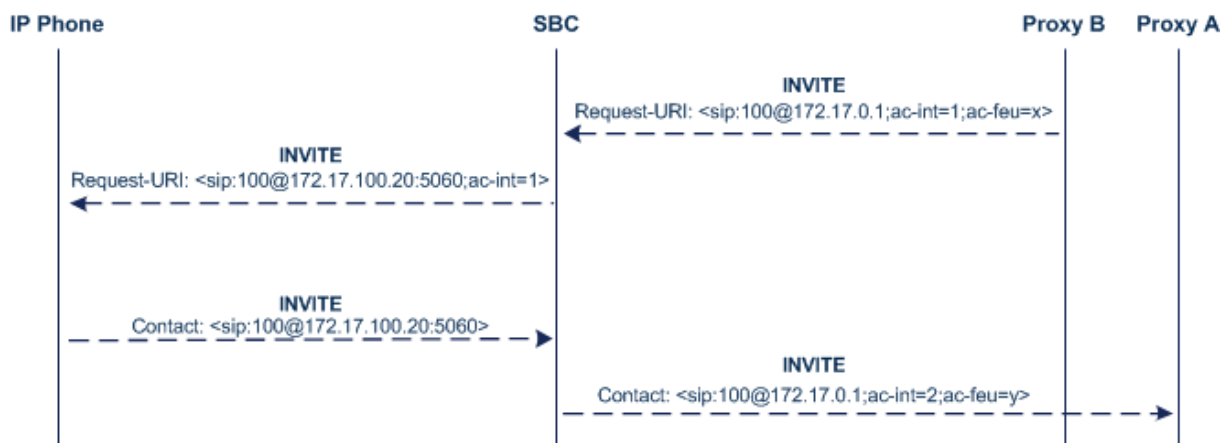 IP Phone SBC Proxy B Proxy A
INVITE
Request-URI: <sip:100@172.17.0.1;ac-int=1;ac-feu=x>
INVITE
Request-URI: <sip:100@172.17.100.20:5060;ac-int=1>
INVITE
Contact: <sip:100@172.17.100.20:5060>
INVITE
Contact: <sip:100@172.17.0.1;ac-int=2;ac-feu=y>